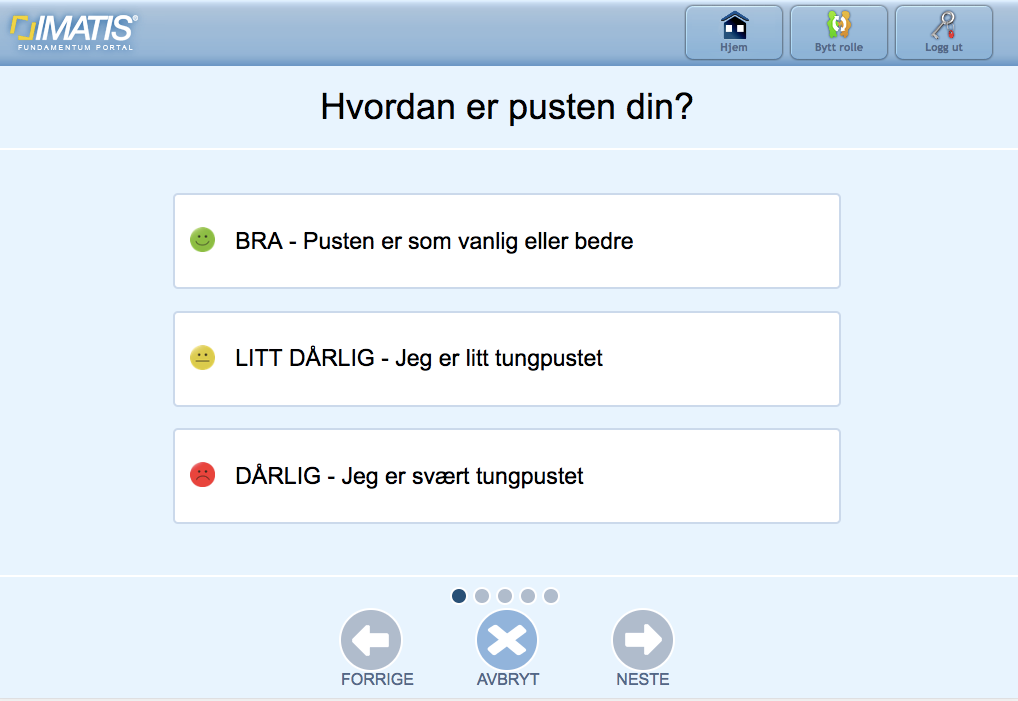 IMATIS®
FUNDAMENTUM PORTAL
Hjem
Bytt rolle
Logg ut
Hvordan er pusten din?
BRA - Pusten er som vanlig eller bedre
LITT DÅRLIG - Jeg er litt tungpustet
DÅRLIG - Jeg er svært tungpustet
FORRIGE
AVBRYT
NESTE